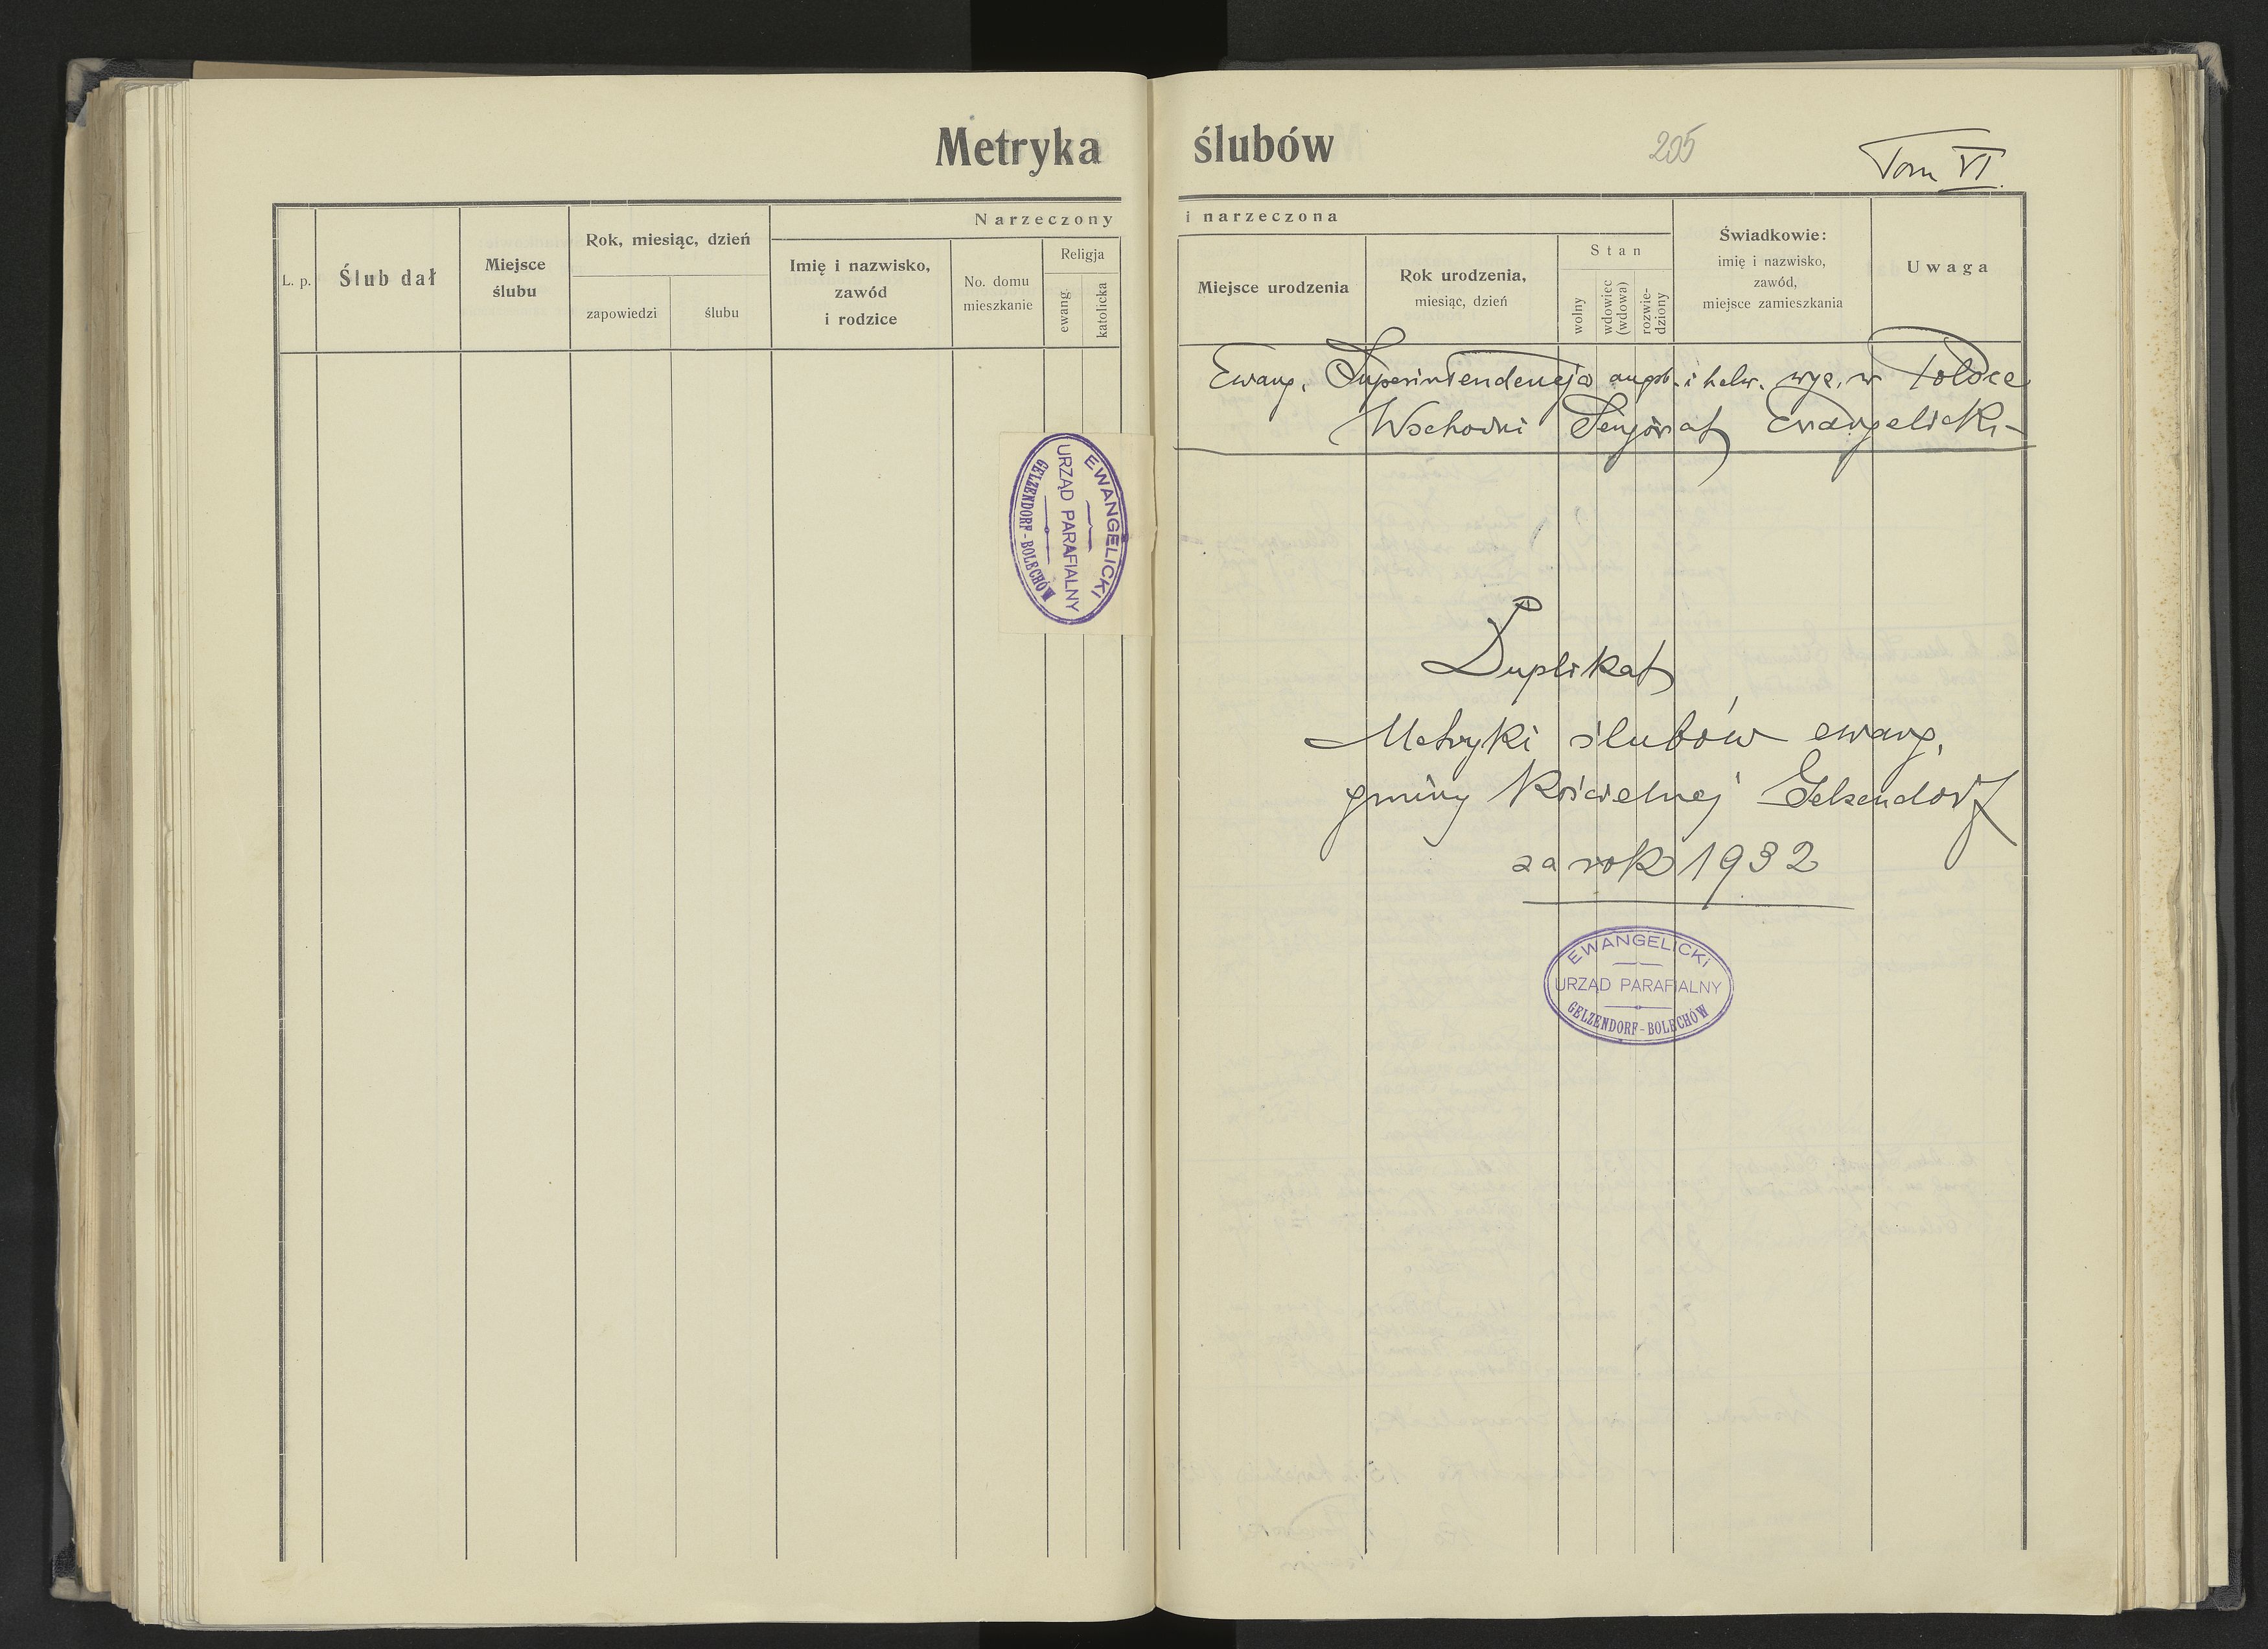 Metryka ślubów
205
Tom VI.
Narzeczony i narzeczona
L. p.
Ślub dał
Miejsce
ślubu
Rok, miesiąc, dzień
zapowiedzi
ślubu
Imię i nazwisko,
zawód
i rodzice
No. domu
mieszkanie
Religja
ewang.
katolicka
Miejsce urodzenia
Rok urodzenia,
miesiąc, dzień
Stan
wolny
wdowiec
(wdowa)
rozwie-
dziony
Świadkowie:
imię i nazwisko,
zawód,
miejsce zamieszkania
Uwaga
Ewang. Superintendencja augsb. i helw. wyz. w Polsce
Wschodni Senjorat Ewangelicki
EWANGELICKI
URZĄD PARAFIALNY
GELZENDORF - BOLECHÓW
Duplikat
Metryki ślubów ewang.
gminy kościelnej Gelsendorf
za rok 1932
EWANGELICKI
URZĄD PARAFIALNY
GELZENDORF - BOLECHÓW